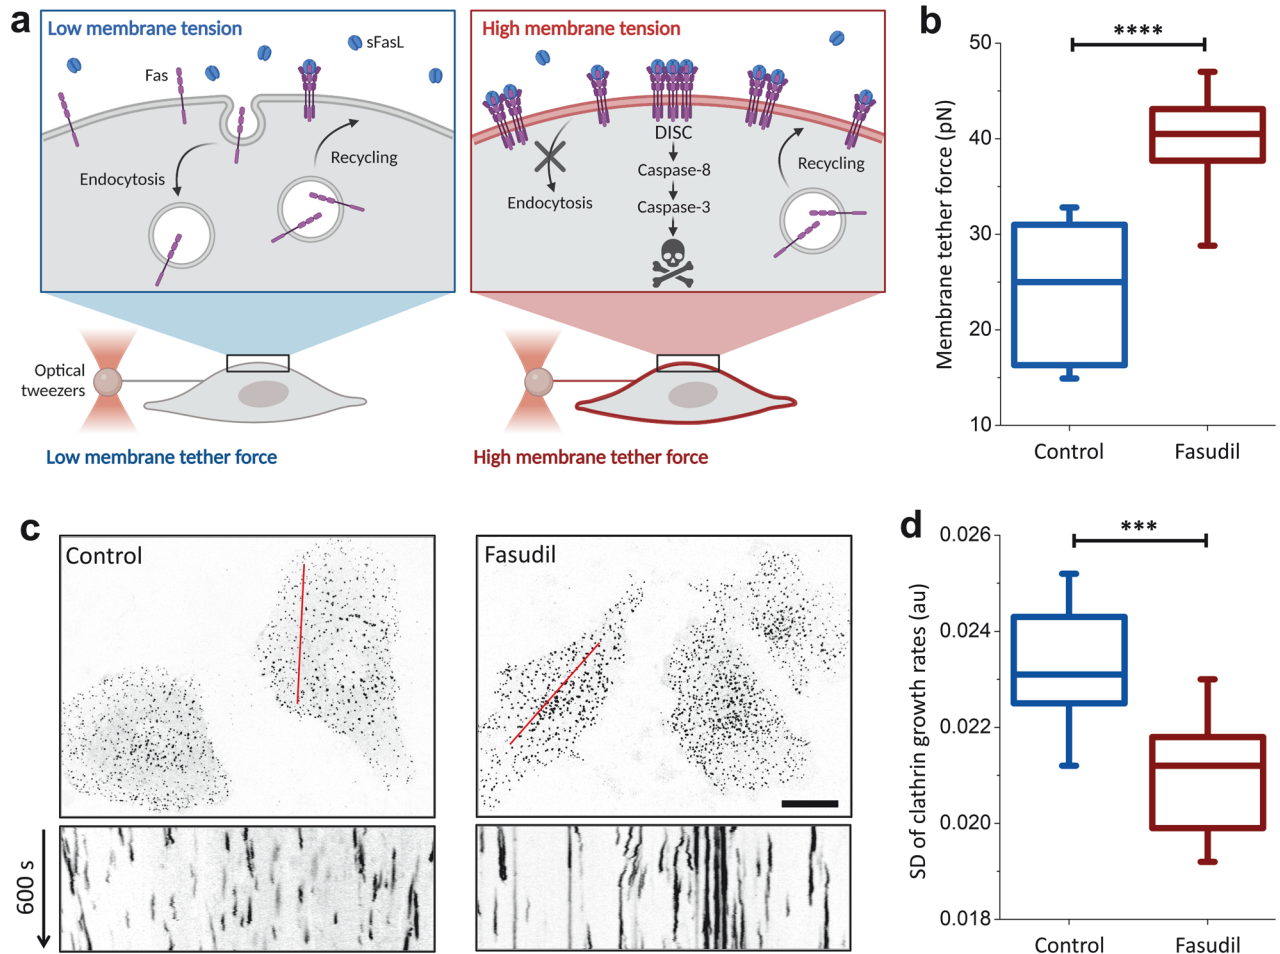 a
Low membrane tension
sFasL
Fas
Endocytosis
Recycling
High membrane tension
DISC
Caspase-8
Caspase-3
Endocytosis
Recycling
Optical
tweezers
Low membrane tether force
High membrane tether force
b
****
Membrane tether force (pN)
50
40
30
20
10
Control
Fasudil
c
Control
Fasudil
600 s
d
***
SD of clathrin growth rates (au)
0.026
0.024
0.022
0.020
0.018
Control
Fasudil